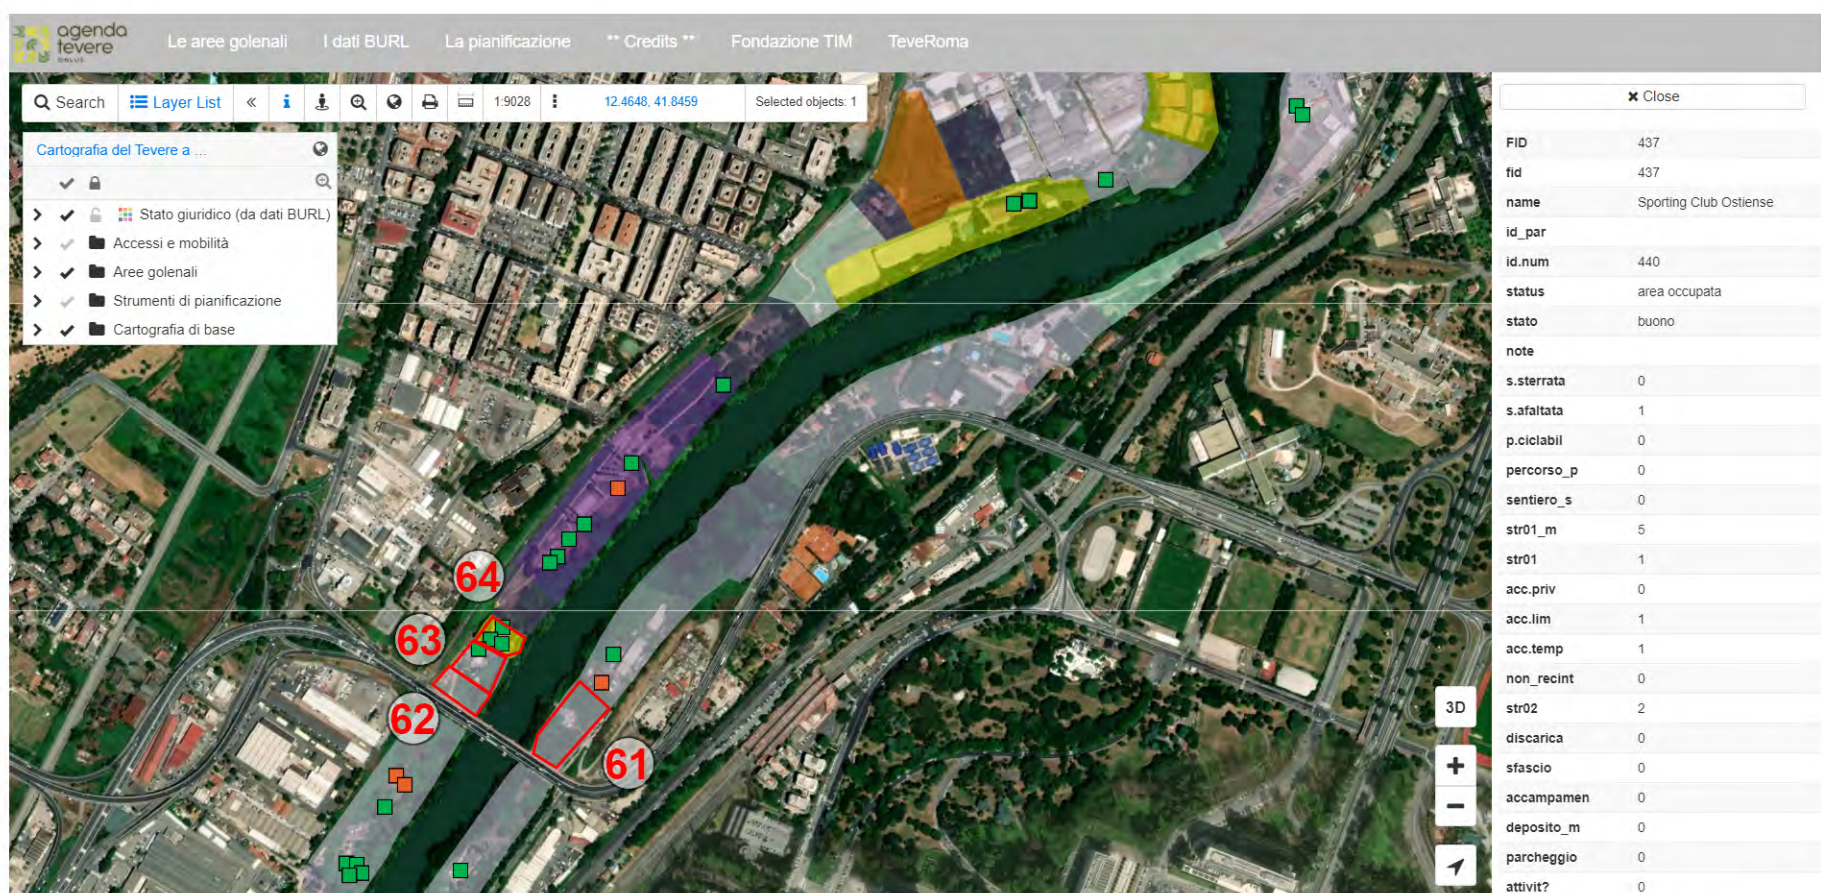 agenda
tevere
ONLUS
Le aree golenali
I dati BURL
La pianificazione
** Credits **
Fondazione TIM
TeveRoma
Search
Layer List
«
i
1:9028
12.4648, 41.8459
Selected objects: 1
Cartografia del Tevere a ...
Stato giuridico (da dati BURL)
Accessi e mobilità
Aree golenali
Strumenti di pianificazione
Cartografia di base
64
63
62
61
3D
+
−
✖ Close
FID 437
fid 437
name Sporting Club Ostiense
id_par
id.num 440
status area occupata
stato buono
note
s.sterrata 0
s.afaltata 1
p.ciclabil 0
percorso_p 0
sentiero_s 0
str01_m 5
str01 1
acc.priv 0
acc.lim 1
acc.temp 1
non_recint 0
str02 2
discarica 0
sfascio 0
accampamen 0
deposito_m 0
parcheggio 0
attivit? 0